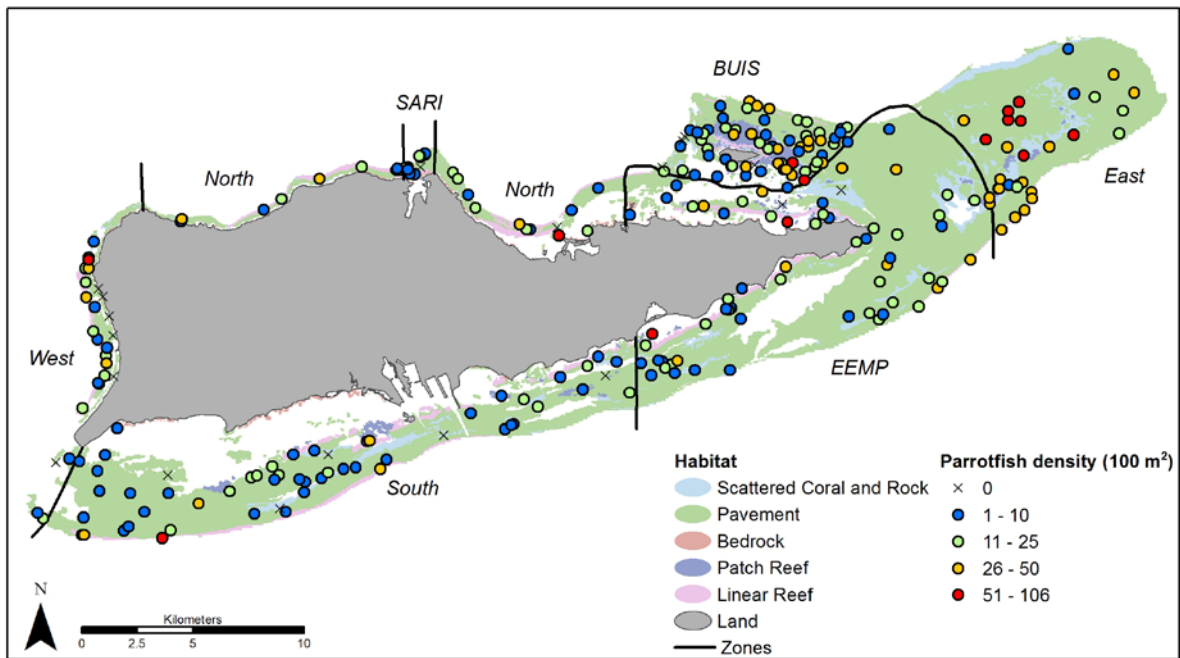 BUIS
SARI
North
North
East
West
EEMP
South
Habitat
Scattered Coral and Rock
Pavement
Bedrock
Patch Reef
Linear Reef
Land
Zones
Parrotfish density (100 m²)
0
1 - 10
11 - 25
26 - 50
51 - 106
N
Kilometers
0 2.5 5 10